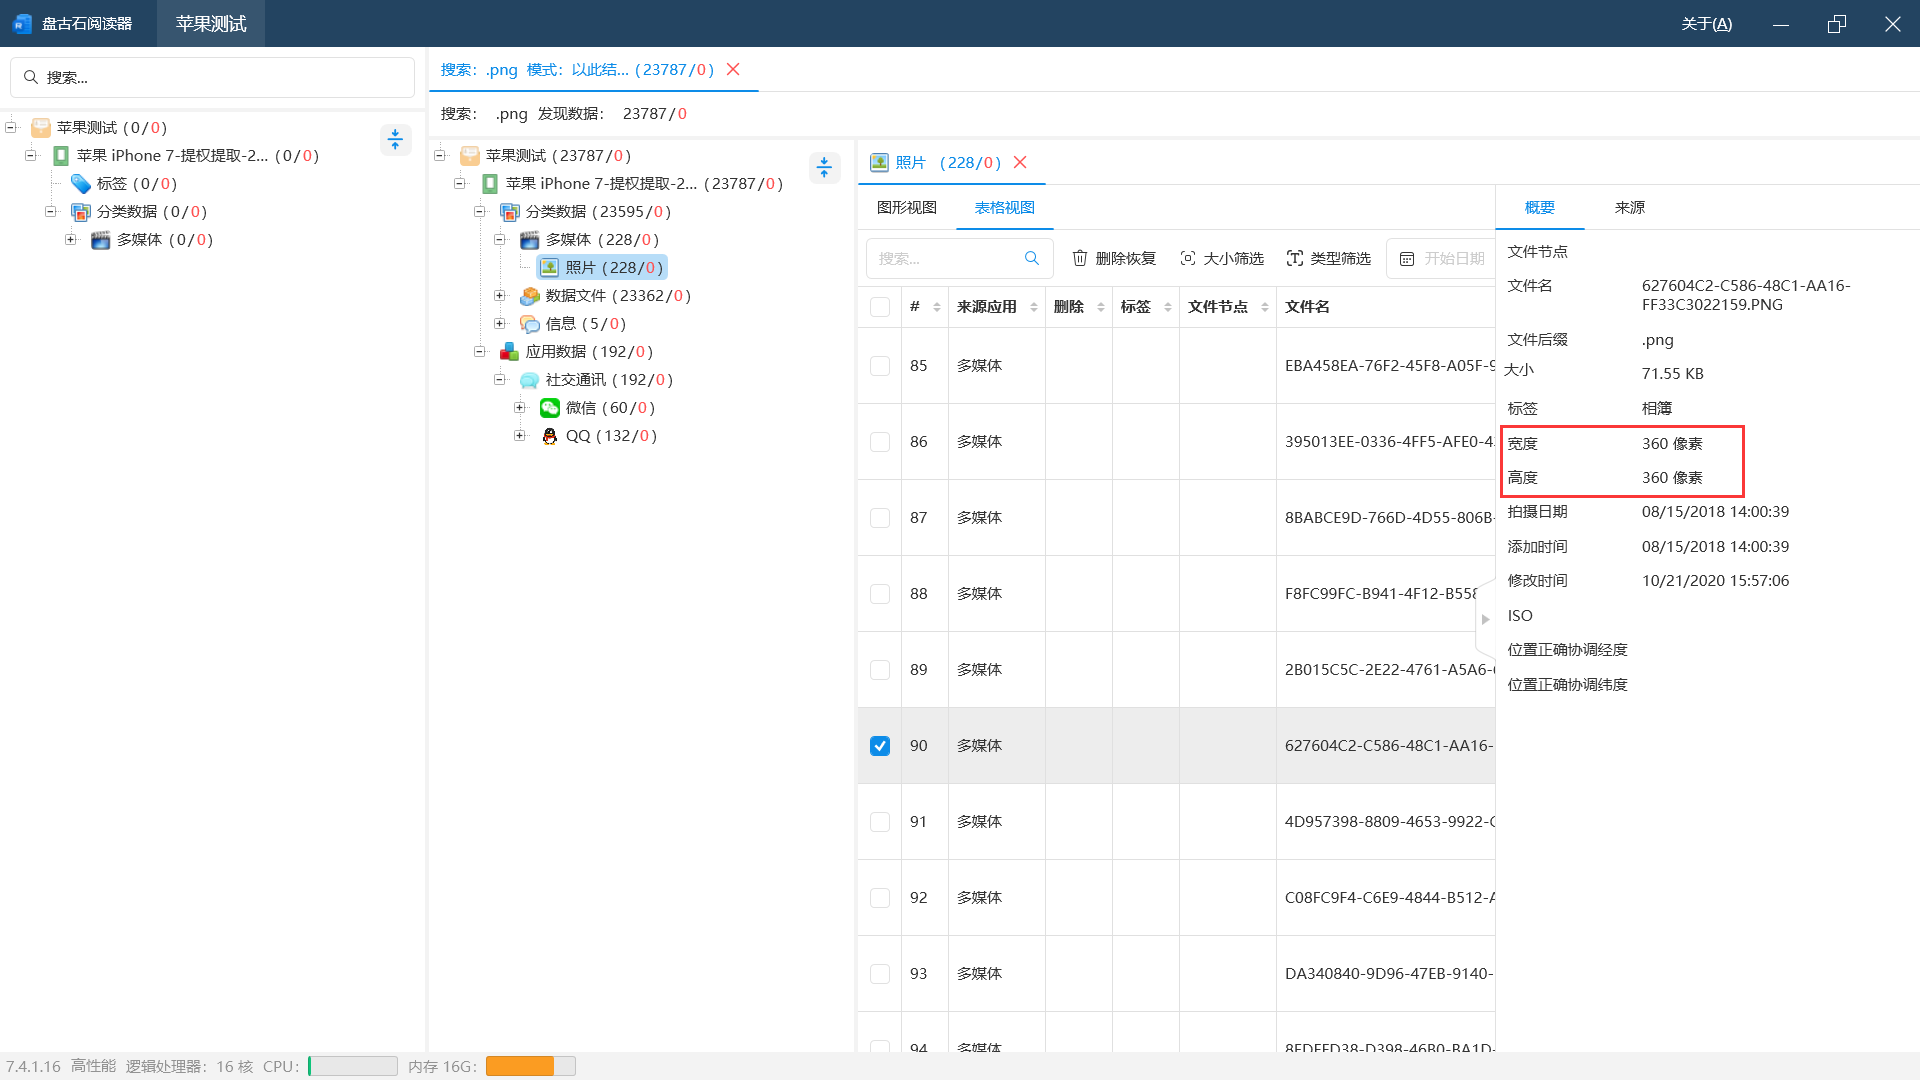 盘古石阅读器
苹果测试
关于(A)
搜索...
苹果测试 (0/0)
苹果 iPhone 7-提权提取-2... (0/0)
标签 (0/0)
分类数据 (0/0)
多媒体 (0/0)
搜索: .png 模式: 以此结... (23787/0)
搜索: .png 发现数据: 23787/0
苹果测试 (23787/0)
苹果 iPhone 7-提权提取-2... (23787/0)
分类数据 (23595/0)
多媒体 (228/0)
照片 (228/0)
数据文件 (23362/0)
信息 (5/0)
应用数据 (192/0)
社交通讯 (192/0)
微信 (60/0)
QQ (132/0)
照片 (228/0)
图形视图 表格视图
搜索... 删除恢复 大小筛选 类型筛选 开始日期
# 来源应用 删除 标签 文件节点 文件名
85 多媒体 EBA458EA-76F2-45F8-A05F-9
86 多媒体 395013EE-0336-4FF5-AFE0-4
87 多媒体 8BABCE9D-766D-4D55-806B-
88 多媒体 F8FC99FC-B941-4F12-B558
89 多媒体 2B015C5C-2E22-4761-A5A6-
90 多媒体 627604C2-C586-48C1-AA16-
91 多媒体 4D957398-8809-4653-9922-C
92 多媒体 C08FC9F4-C6E9-4844-B512-A
93 多媒体 DA340840-9D96-47EB-9140-
94 多媒体
概要 来源
文件节点
文件名 627604C2-C586-48C1-AA16-
FF33C3022159.PNG
文件后缀 .png
大小 71.55 KB
标签 相簿
宽度 360 像素
高度 360 像素
拍摄日期 08/15/2018 14:00:39
添加时间 08/15/2018 14:00:39
修改时间 10/21/2020 15:57:06
ISO
位置正确协调经度
位置正确协调纬度
7.4.1.16 高性能 逻辑处理器: 16 核 CPU: 内存 16G: